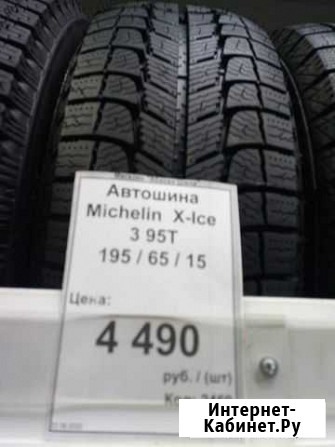 Автошина
Michelin X-Ice
3 95T
195 / 65 / 15
Цена:
4 490
руб. / (шт)
Интернет-
Кабинет.Ру